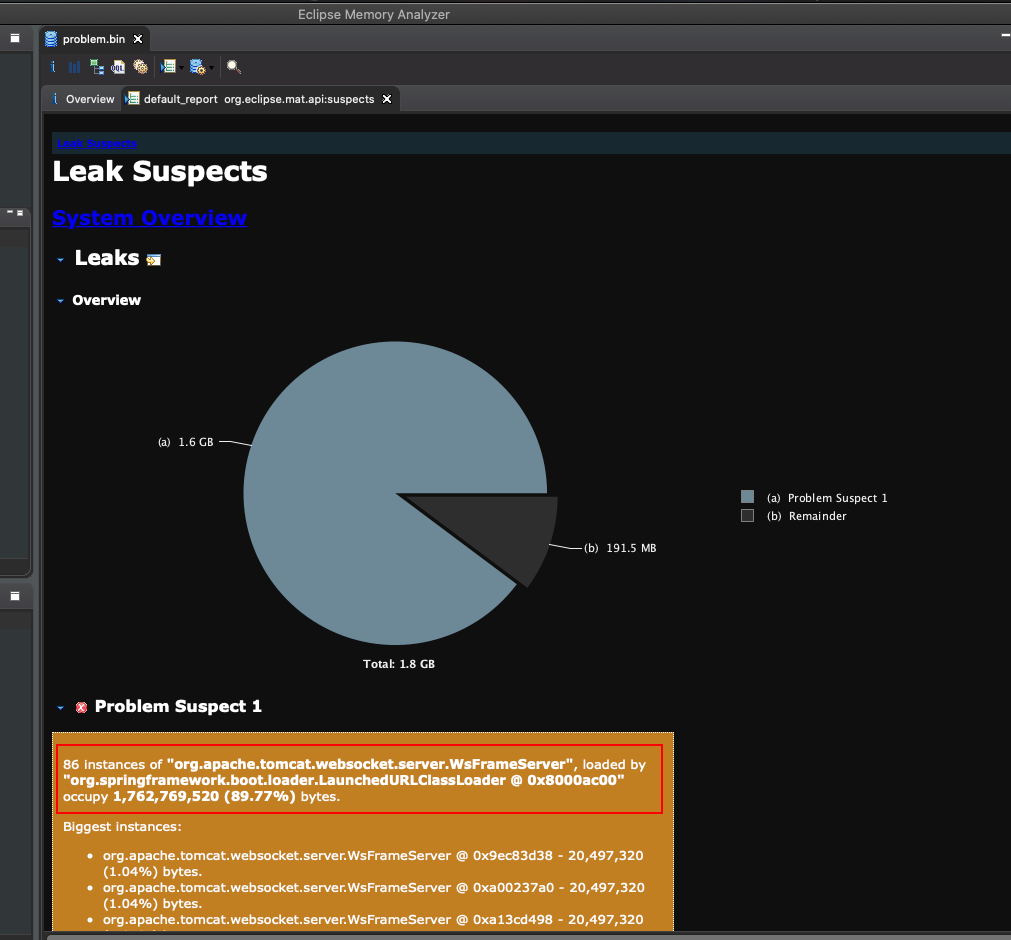 Eclipse Memory Analyzer
problem.bin
Overview
default_report org.eclipse.mat.api:suspects
Leak Suspects
Leak Suspects
System Overview
Leaks
Overview
(a) 1.6 GB
(b) 191.5 MB
(a) Problem Suspect 1
(b) Remainder
Total: 1.8 GB
Problem Suspect 1
86 instances of "org.apache.tomcat.websocket.server.WsFrameServer", loaded by
"org.springframework.boot.loader.LaunchedURLClassLoader @ 0x8000ac00"
occupy 1,762,769,520 (89.77%) bytes.
Biggest instances:
• org.apache.tomcat.websocket.server.WsFrameServer @ 0x9ec83d38 - 20,497,320
(1.04%) bytes.
• org.apache.tomcat.websocket.server.WsFrameServer @ 0xa00237a0 - 20,497,320
(1.04%) bytes.
• org.apache.tomcat.websocket.server.WsFrameServer @ 0xa13cd498 - 20,497,320